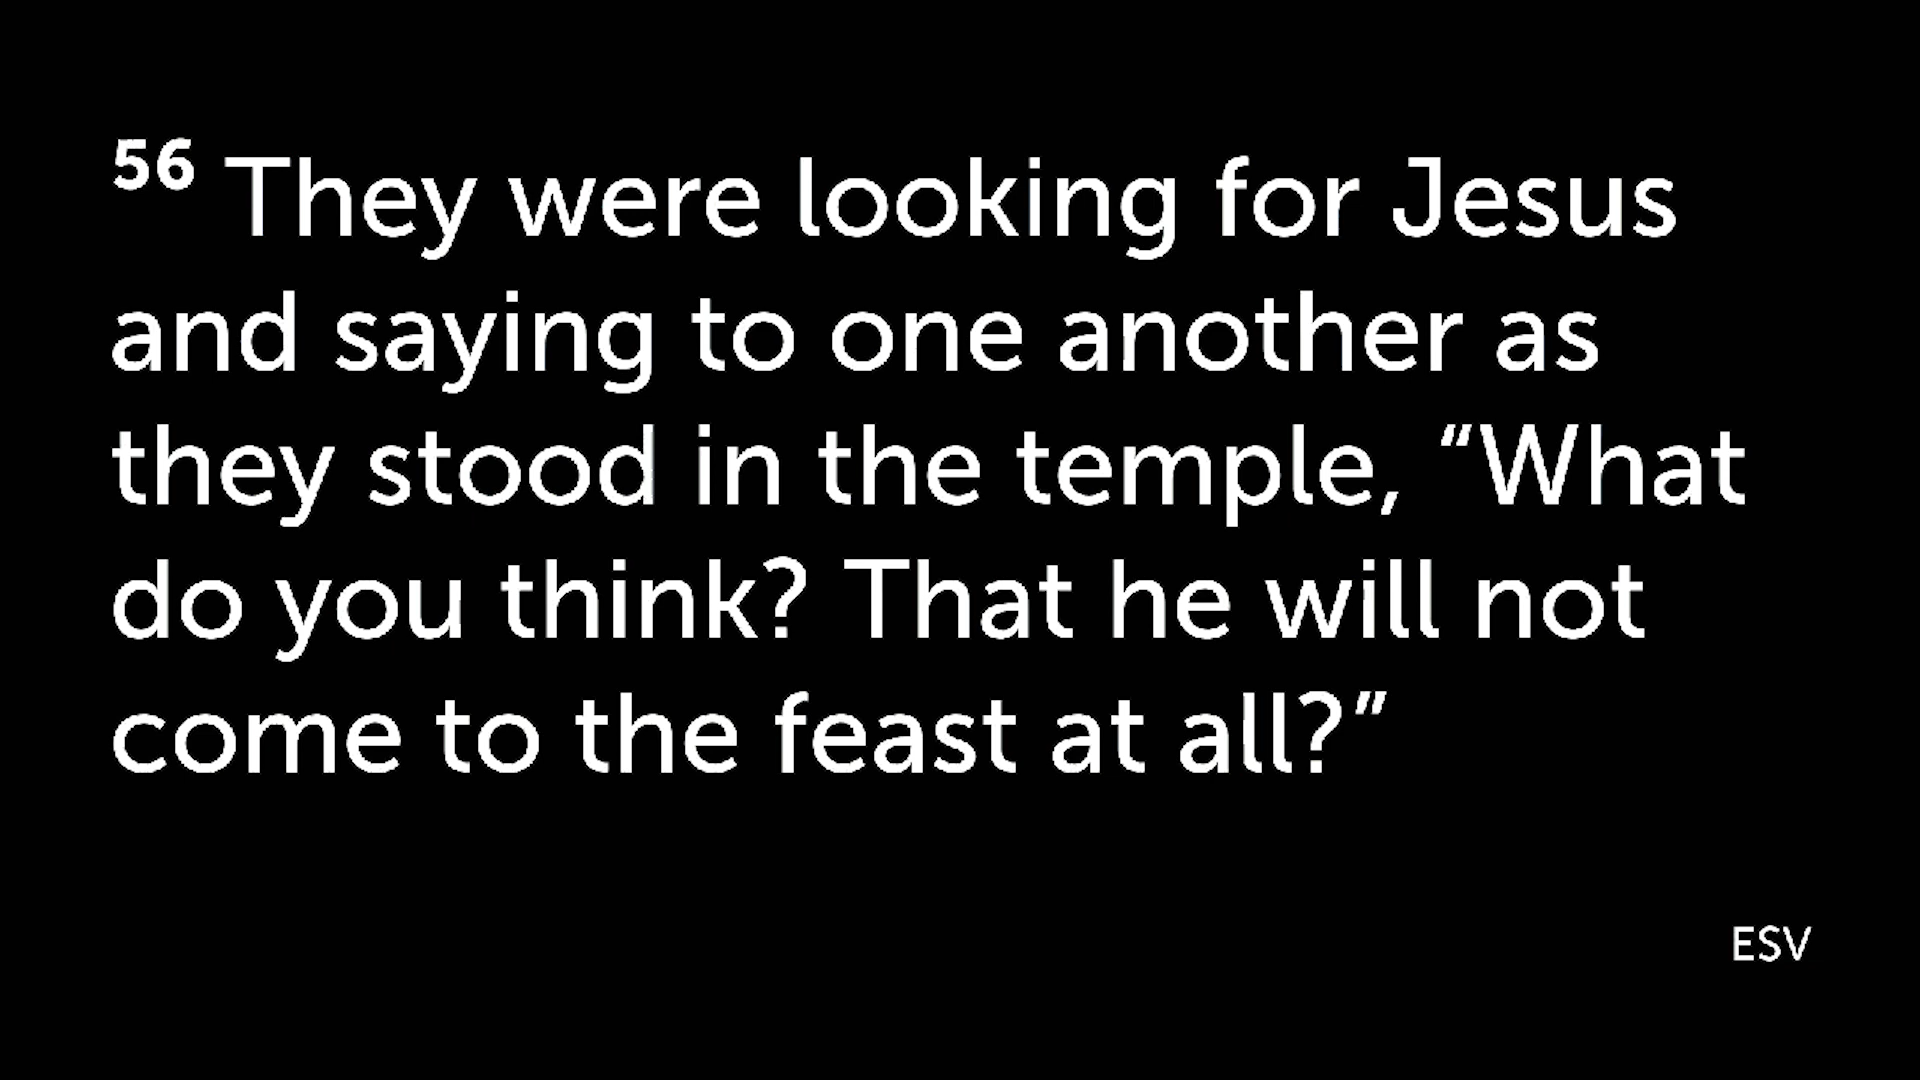 56 They were looking for Jesus
and saying to one another as
they stood in the temple, “What
do you think? That he will not
come to the feast at all?”
ESV